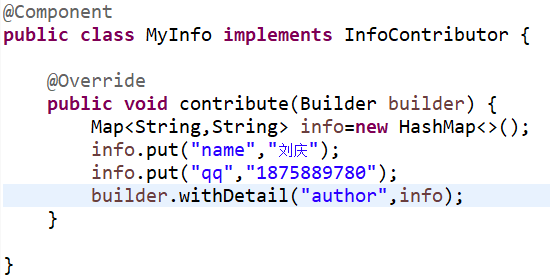 @Component
public class MyInfo implements InfoContributor {
@Override
public void contribute(Builder builder) {
Map<String,String> info=new HashMap<>();
info.put("name","刘庆");
info.put("qq","1875889780");
builder.withDetail("author",info);
}
}